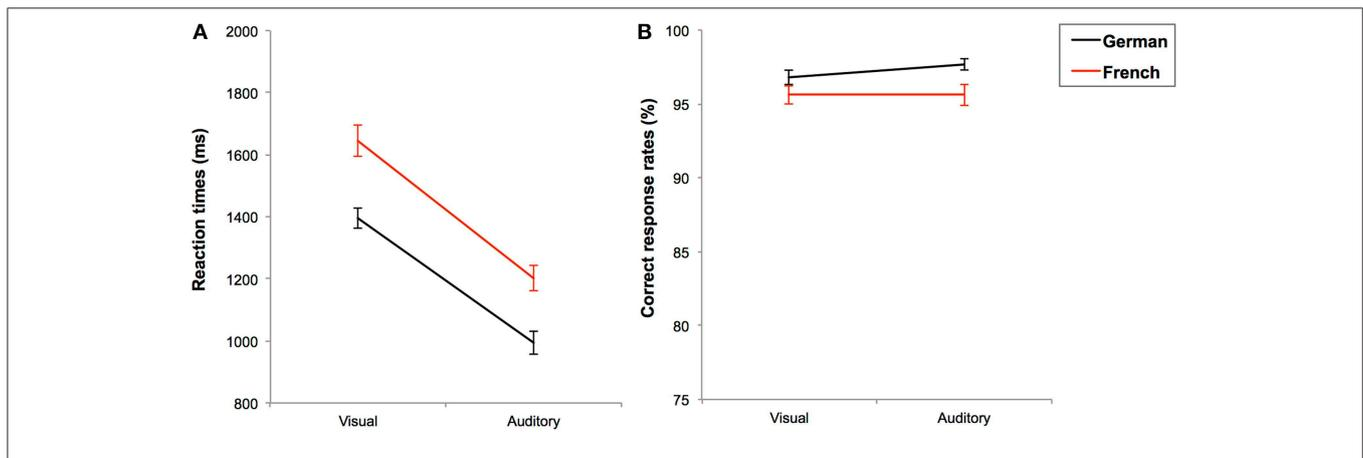 A
Reaction times (ms)
2000
1800
1600
1400
1200
1000
800
Visual Auditory
B
Correct response rates (%)
100
95
90
85
80
75
Visual Auditory
German
French